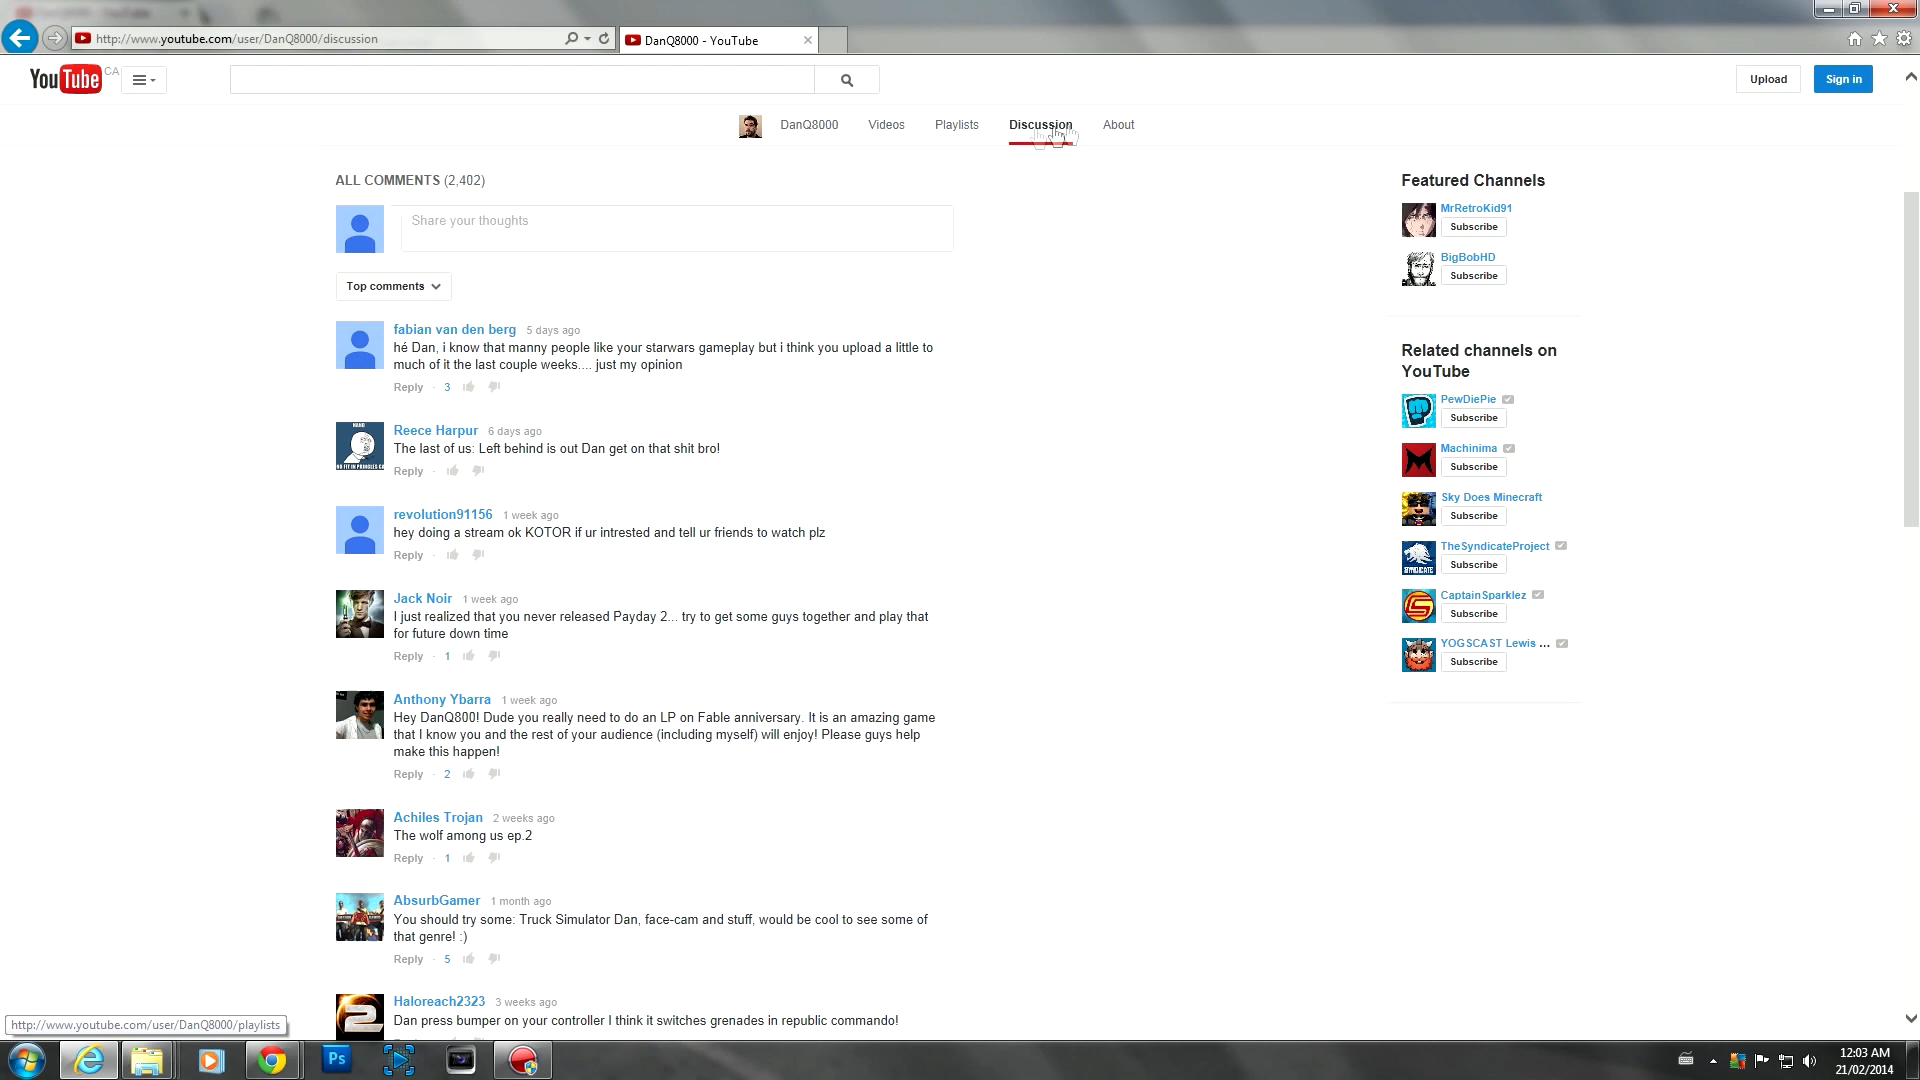 http://www.youtube.com/user/DanQ8000/discussion
DanQ8000 - YouTube
YouTube CA
Upload
Sign in
DanQ8000
Videos
Playlists
Discussion
About
ALL COMMENTS (2,402)
Share your thoughts
Top comments
fabian van den berg 5 days ago
hé Dan, i know that manny people like your starwars gameplay but i think you upload a little to
much of it the last couple weeks.... just my opinion
Reply · 3
Reece Harpur 6 days ago
The last of us: Left behind is out Dan get on that shit bro!
Reply ·
revolution91156 1 week ago
hey doing a stream ok KOTOR if ur intrested and tell ur friends to watch plz
Reply ·
Jack Noir 1 week ago
I just realized that you never released Payday 2... try to get some guys together and play that
for future down time
Reply · 1
Anthony Ybarra 1 week ago
Hey DanQ800! Dude you really need to do an LP on Fable anniversary. It is an amazing game
that I know you and the rest of your audience (including myself) will enjoy! Please guys help
make this happen!
Reply · 2
Achiles Trojan 2 weeks ago
The wolf among us ep.2
Reply · 1
AbsurbGamer 1 month ago
You should try some: Truck Simulator Dan, face-cam and stuff, would be cool to see some of
that genre! :)
Reply · 5
Haloreach2323 3 weeks ago
Dan press bumper on your controller I think it switches grenades in republic commando!
Featured Channels
MrRetroKid91
Subscribe
BigBobHD
Subscribe
Related channels on
YouTube
PewDiePie
Subscribe
Machinima
Subscribe
Sky Does Minecraft
Subscribe
TheSyndicateProject
Subscribe
SYNDICATE
CaptainSparklez
Subscribe
YOGSCAST Lewis ...
Subscribe
http://www.youtube.com/user/DanQ8000/playlists
Ps
12:03 AM
21/02/2014